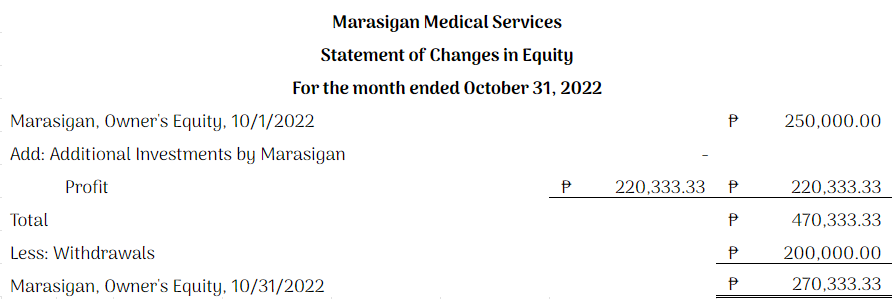 Marasigan Medical Services
Statement of Changes in Equity
For the month ended October 31, 2022
Marasigan, Owner's Equity, 10/1/2022 ₱ 250,000.00
Add: Additional Investments by Marasigan -
Profit ₱ 220,333.33 ₱ 220,333.33
Total ₱ 470,333.33
Less: Withdrawals ₱ 200,000.00
Marasigan, Owner's Equity, 10/31/2022 ₱ 270,333.33